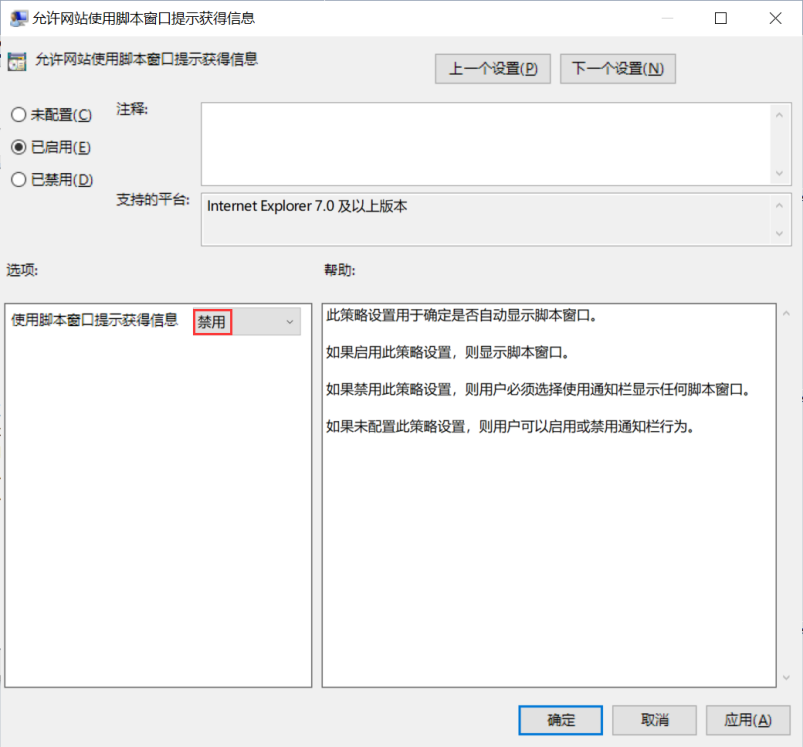 允许网站使用脚本窗口提示获得信息
允许网站使用脚本窗口提示获得信息
上一个设置(P)
下一个设置(N)
未配置(C)
已启用(E)
已禁用(D)
注释:
支持的平台:
Internet Explorer 7.0 及以上版本
选项:
帮助:
使用脚本窗口提示获得信息
禁用
此策略设置用于确定是否自动显示脚本窗口。
如果启用此策略设置，则显示脚本窗口。
如果禁用此策略设置，则用户必须选择使用通知栏显示任何脚本窗口。
如果未配置此策略设置，则用户可以启用或禁用通知栏行为。
确定
取消
应用(A)